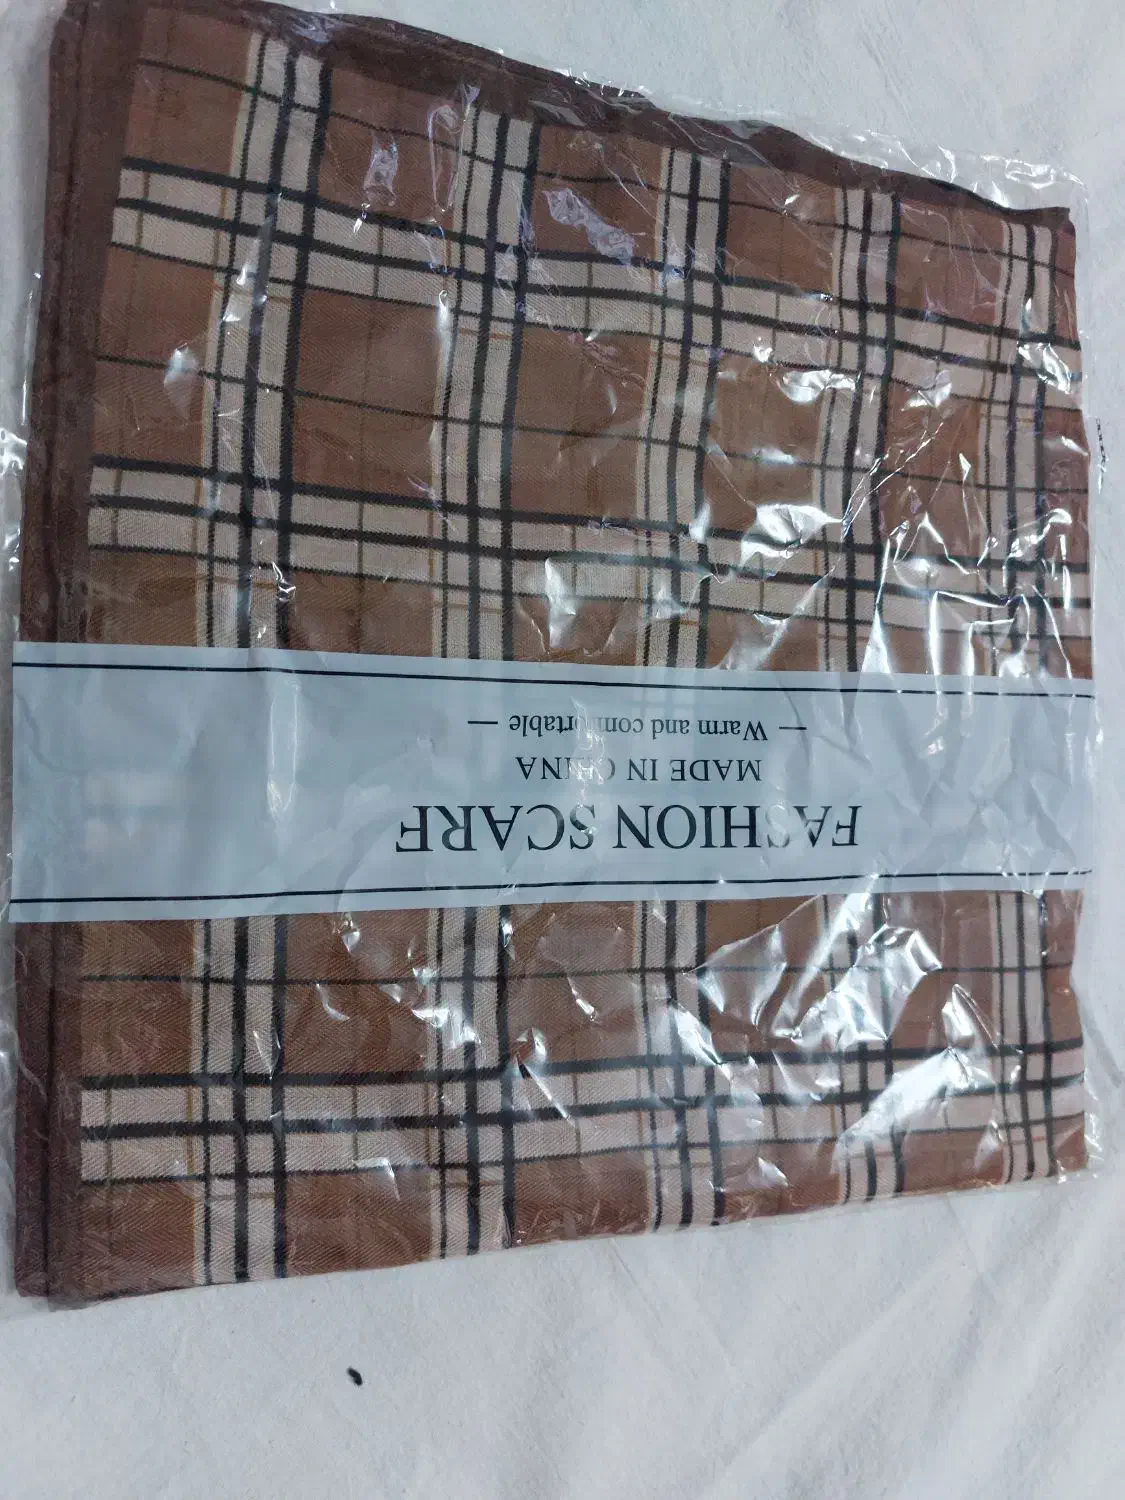 FASHION SCARF
MADE IN CHINA
— Warm and comfortable —